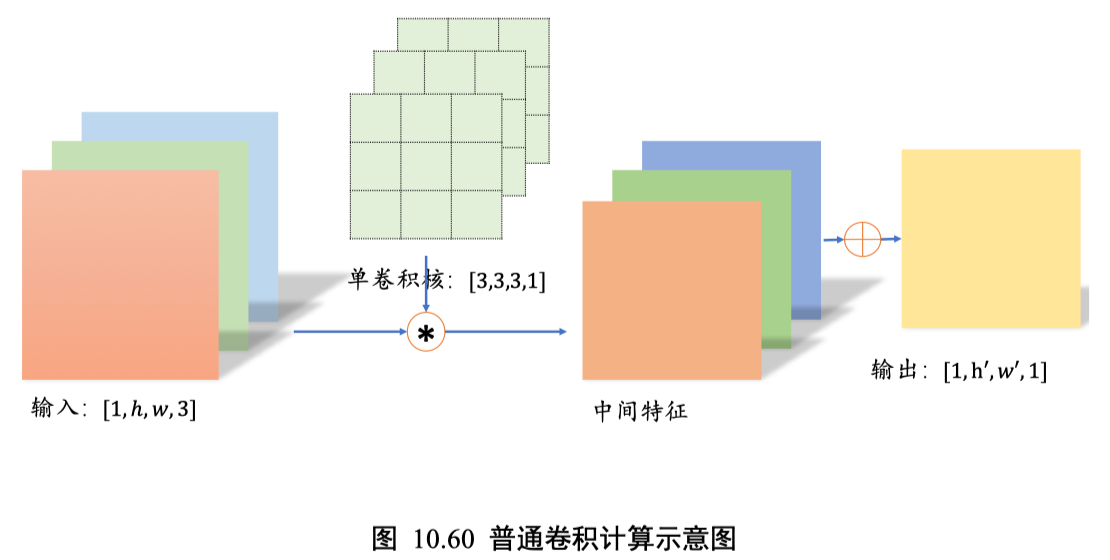 单卷积核：[3,3,3,1]
*
输入：[1, h, w, 3]
中间特征
输出：[1, h′, w′, 1]
图 10.60 普通卷积计算示意图